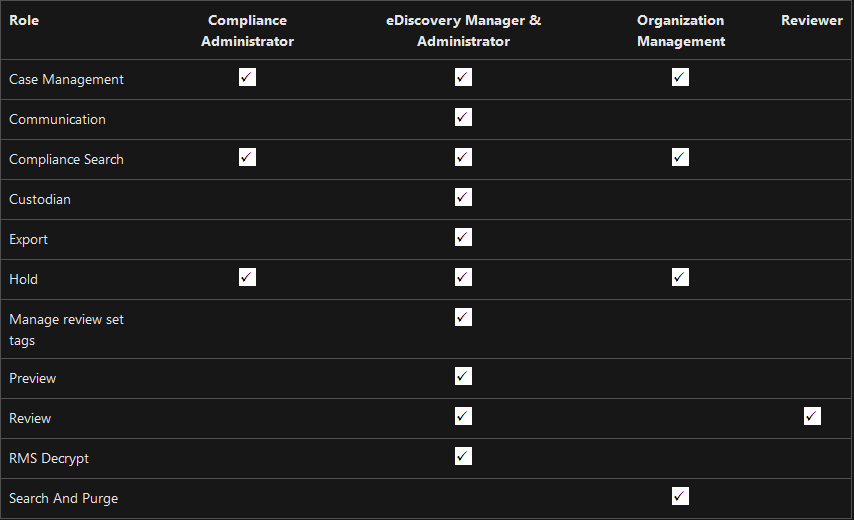 Role
Compliance
Administrator
eDiscovery Manager &
Administrator
Organization
Management
Reviewer
Case Management ✓ ✓ ✓
Communication ✓
Compliance Search ✓ ✓ ✓
Custodian ✓
Export ✓
Hold ✓ ✓ ✓
Manage review set
tags ✓
Preview ✓
Review ✓ ✓
RMS Decrypt ✓
Search And Purge ✓